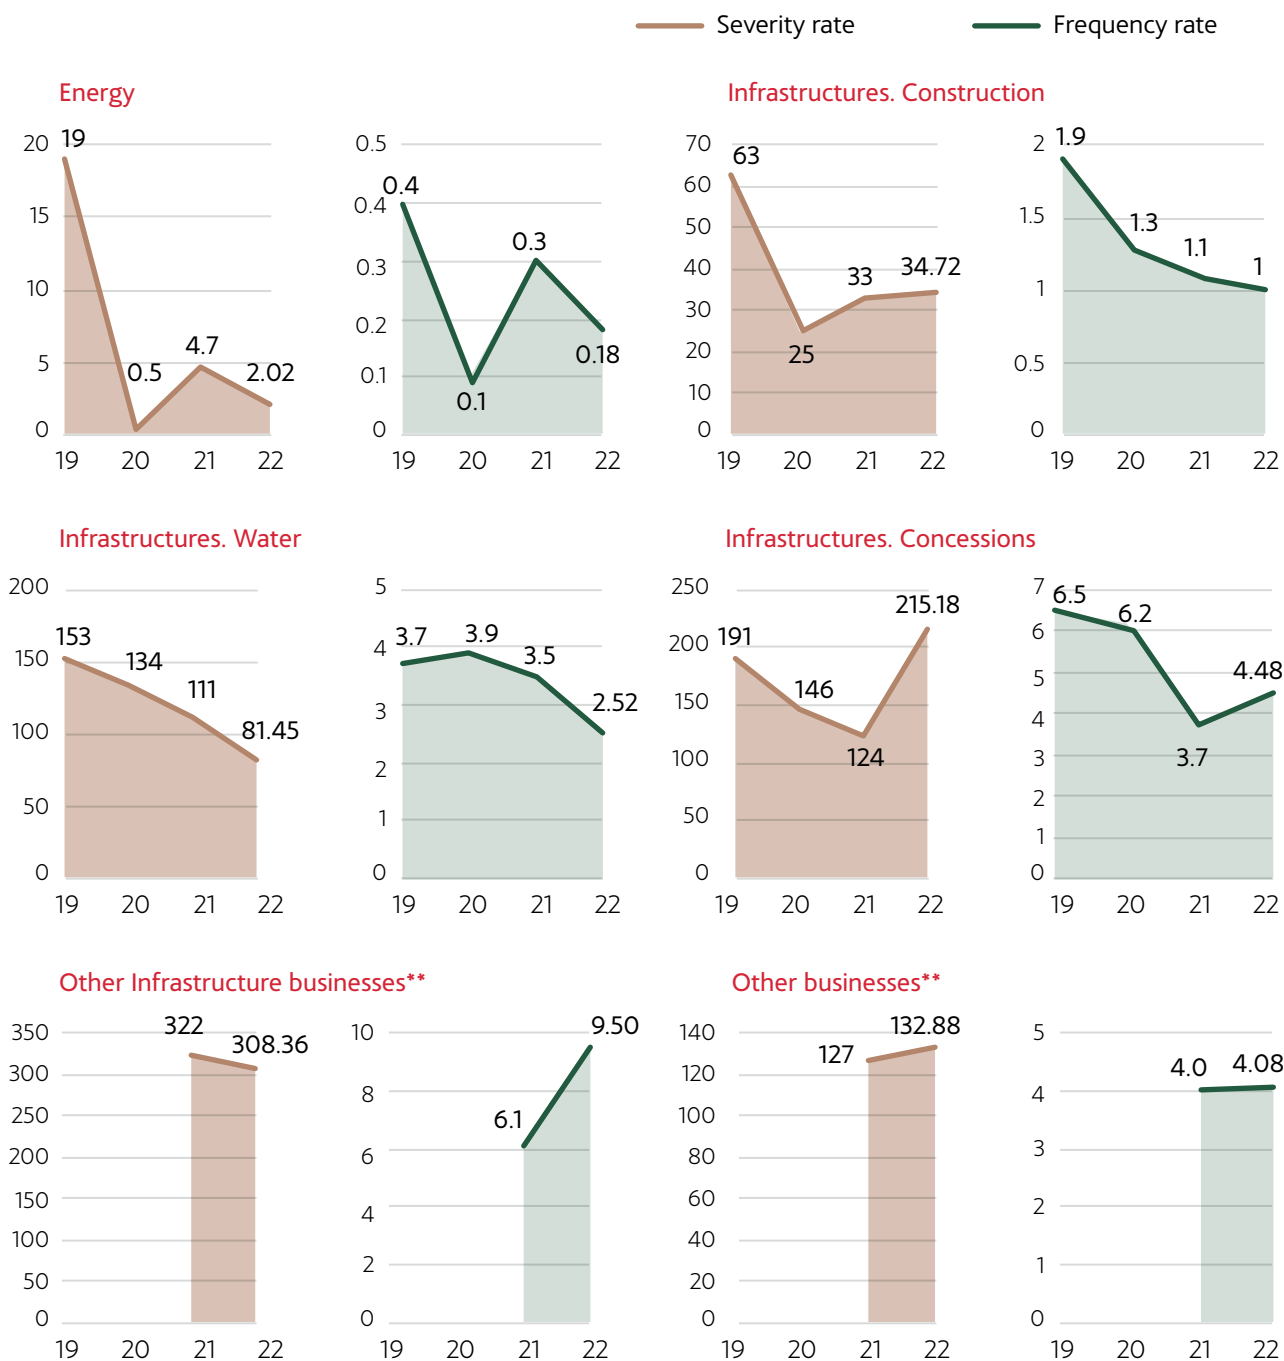 Severity rate Frequency rate
Energy Infrastructures. Construction
20 19 0.5 70 63 2 1.9
15 0.4 0.4 60 1.5 1.3
10 0.3 0.3 50 1 1.1 1
5 0.5 4.7 2.02 0.2 0.18 40 33 34.72 0.5
0 0.1 0.1 30 25 0
0 20
10
0
19 20 21 22 19 20 21 22 19 20 21 22 19 20 21 22
Infrastructures. Water Infrastructures. Concessions
200 5 250 7 6.5
150 153 134 4 3.7 3.9 3.5 200 191 215.18 6 6.2
100 111 81.45 3 2.52 150 146 5 4.48
50 2 100 124 4 3.7
0 1 50 3
0 0 2
1
0
19 20 21 22 19 20 21 22 19 20 21 22 19 20 21 22
Other Infrastructure businesses** Other businesses**
350 322 308.36 10 9.50 140 127 132.88 5
300 8 120 4 4.0 4.08
250 6 6.1 100 3
200 4 80 2
150 2 60 1
100 0 40 0
50 20
0 0
19 20 21 22 19 20 21 22 19 20 21 22 19 20 21 22